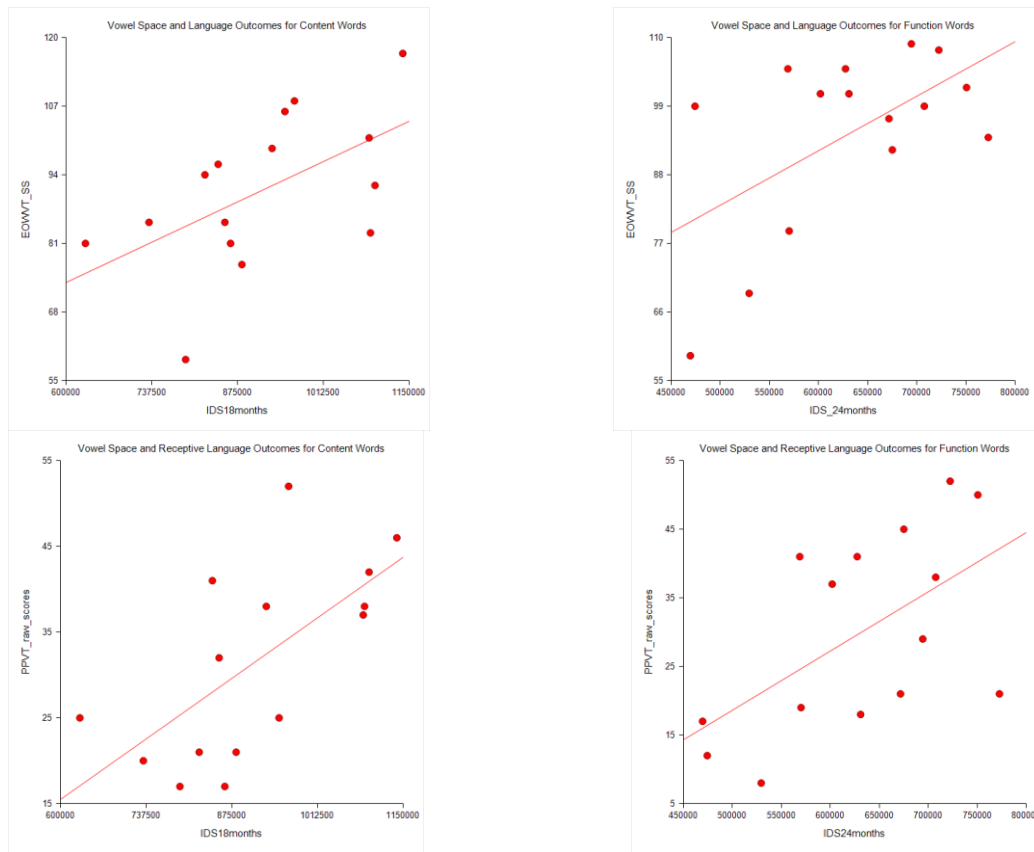 Vowel Space and Language Outcomes for Content Words
120
107
94
81
68
55
EOWVT_SS
600000 737500 875000 1012500 1150000
IDS18months
Vowel Space and Language Outcomes for Function Words
110
99
88
77
66
55
EOWVT_SS
450000 500000 550000 600000 650000 700000 750000 800000
IDS_24months
Vowel Space and Receptive Language Outcomes for Content Words
55
45
35
25
15
PPVT_raw_scores
600000 737500 875000 1012500 1150000
IDS18months
Vowel Space and Receptive Language Outcomes for Function Words
55
45
35
25
15
5
PPVT_raw_scores
450000 500000 550000 600000 650000 700000 750000 80000
IDS24months